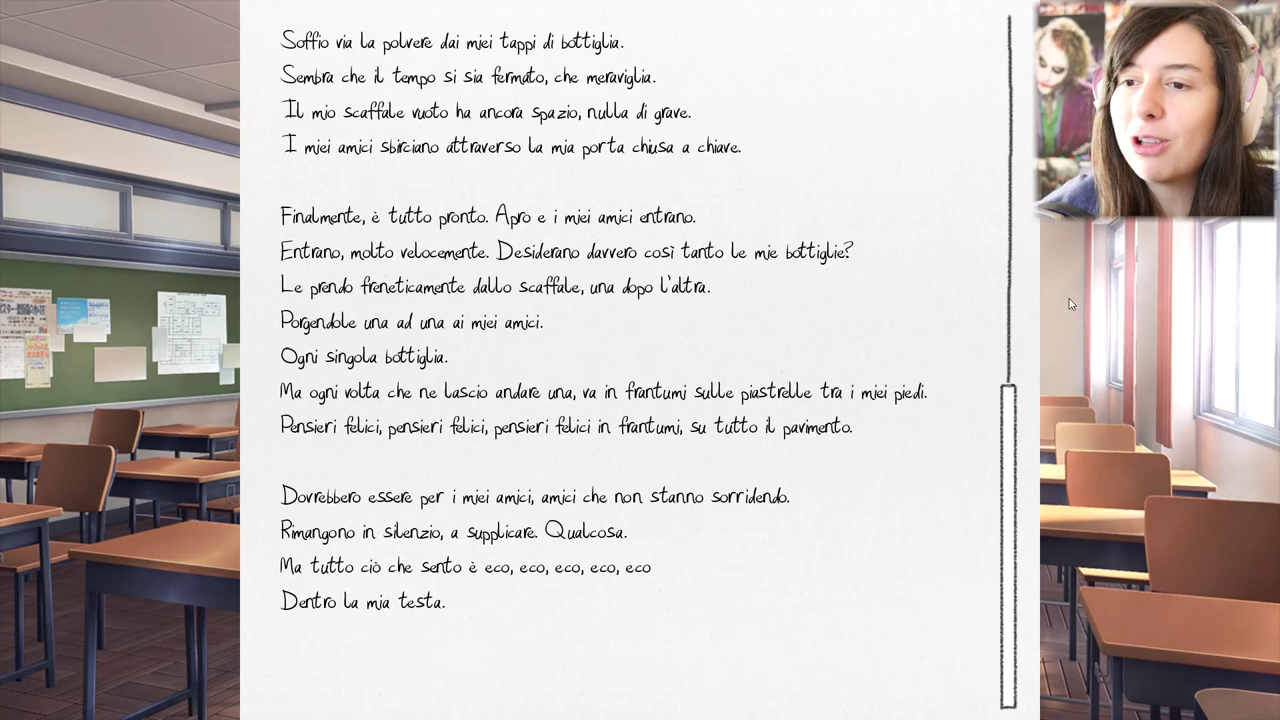 Soffio via la polvere dai miei tappi di bottiglia.
Sembra che il tempo si sia fermato, che meraviglia.
Il mio scaffale vuoto ha ancora spazio, nulla di grave.
I miei amici sbirciano attraverso la mia porta chiusa a chiave.
Finalmente, è tutto pronto. Apro e i miei amici entrano.
Entrano, molto velocemente. Desiderano davvero così tanto le mie bottiglie?
Le prendo freneticamente dallo scaffale, una dopo l'altra.
Porgendole una ad una ai miei amici.
Ogni singola bottiglia.
Ma ogni volta che ne lascio andare una, va in frantumi sulle piastrelle tra i miei piedi.
Pensieri felici, pensieri felici, pensieri felici in frantumi, su tutto il pavimento.
Dovrebbero essere per i miei amici, amici che non stanno sorridendo.
Rimangono in silenzio, a supplicare. Qualcosa.
Ma tutto ciò che sento è eco, eco, eco, eco, eco
Dentro la mia testa.